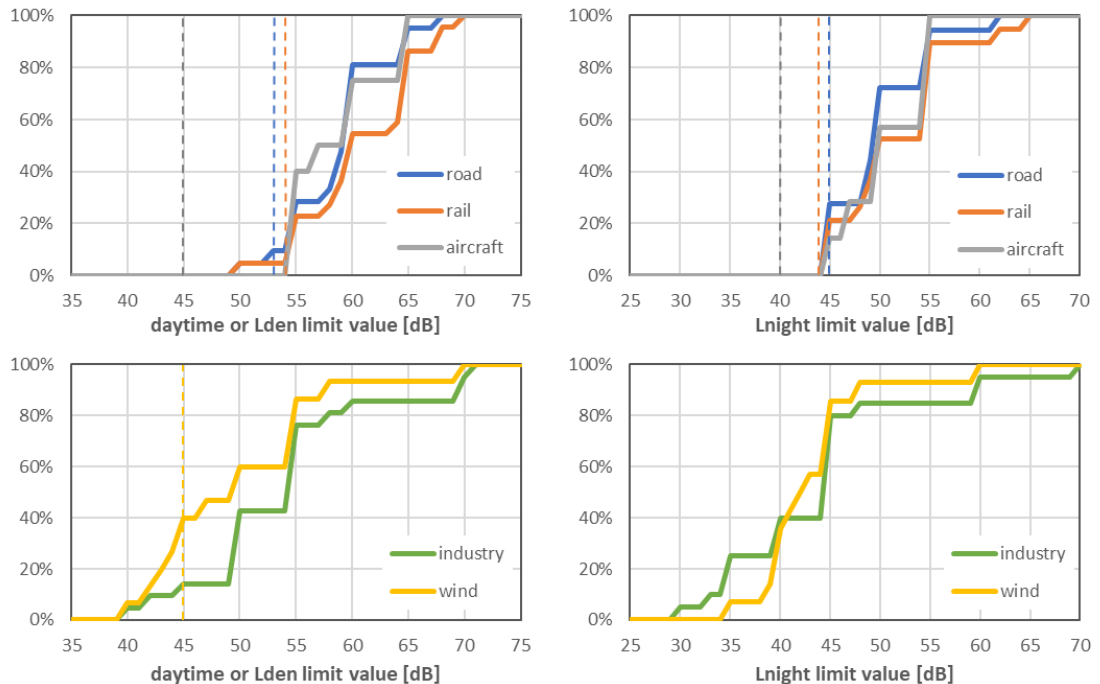 100%
80%
60%
40%
20%
0%
road
rail
aircraft
35 40 45 50 55 60 65 70 75
daytime or Lden limit value [dB]
100%
80%
60%
40%
20%
0%
road
rail
aircraft
25 30 35 40 45 50 55 60 65 70
Lnight limit value [dB]
100%
80%
60%
40%
20%
0%
industry
wind
35 40 45 50 55 60 65 70 75
daytime or Lden limit value [dB]
100%
80%
60%
40%
20%
0%
industry
wind
25 30 35 40 45 50 55 60 65 70
Lnight limit value [dB]